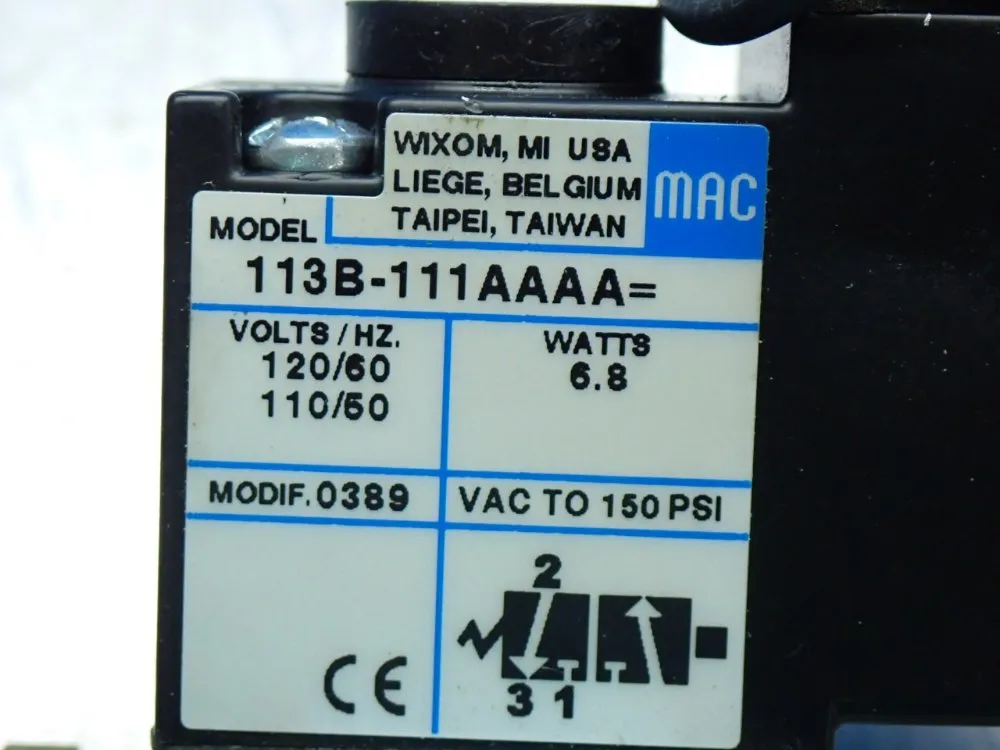 WIXOM, MI USA
LIEGE, BELGIUM
TAIPEI, TAIWAN
MAC
MODEL
113B-111AAAA=
VOLTS / HZ.
120/60
110/50
WATTS
6.8
MODIF. 0389
VAC TO 150 PSI
CE
2
3 1